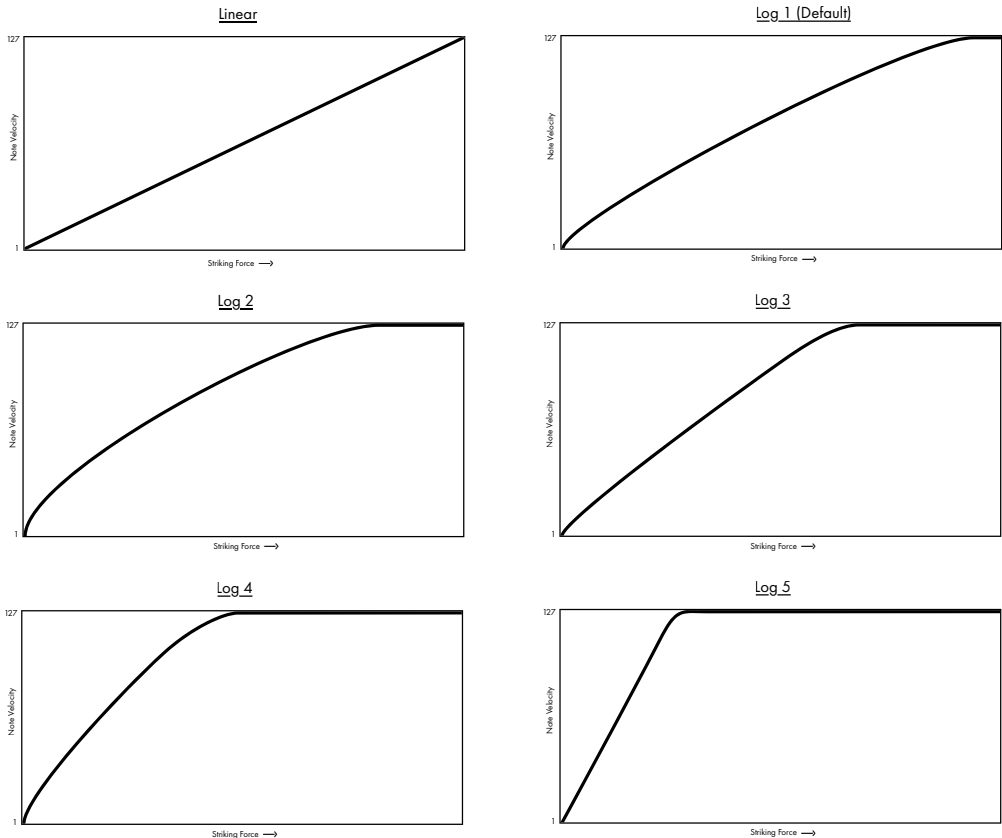 Linear
127
Note Velocity
1
Striking Force
Log 1 (Default)
127
Note Velocity
1
Striking Force
Log 2
127
Note Velocity
1
Striking Force
Log 3
127
Note Velocity
1
Striking Force
Log 4
127
Note Velocity
1
Striking Force
Log 5
127
Note Velocity
1
Striking Force